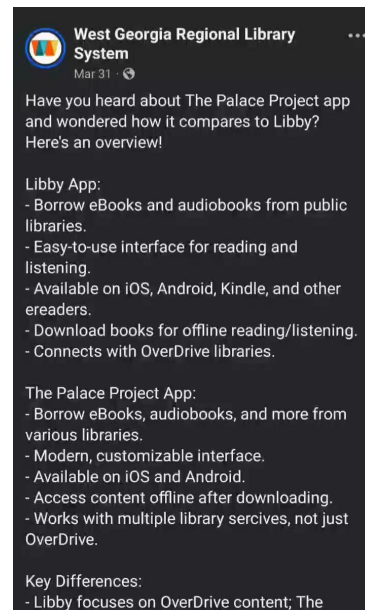 West Georgia Regional Library
System
Mar 31 ·
Have you heard about The Palace Project app
and wondered how it compares to Libby?
Here's an overview!
Libby App:
- Borrow eBooks and audiobooks from public
libraries.
- Easy-to-use interface for reading and
listening.
- Available on iOS, Android, Kindle, and other
ereaders.
- Download books for offline reading/listening.
- Connects with OverDrive libraries.
The Palace Project App:
- Borrow eBooks, audiobooks, and more from
various libraries.
- Modern, customizable interface.
- Available on iOS and Android.
- Access content offline after downloading.
- Works with multiple library sercives, not just
OverDrive.
Key Differences:
- Libby focuses on OverDrive content; The